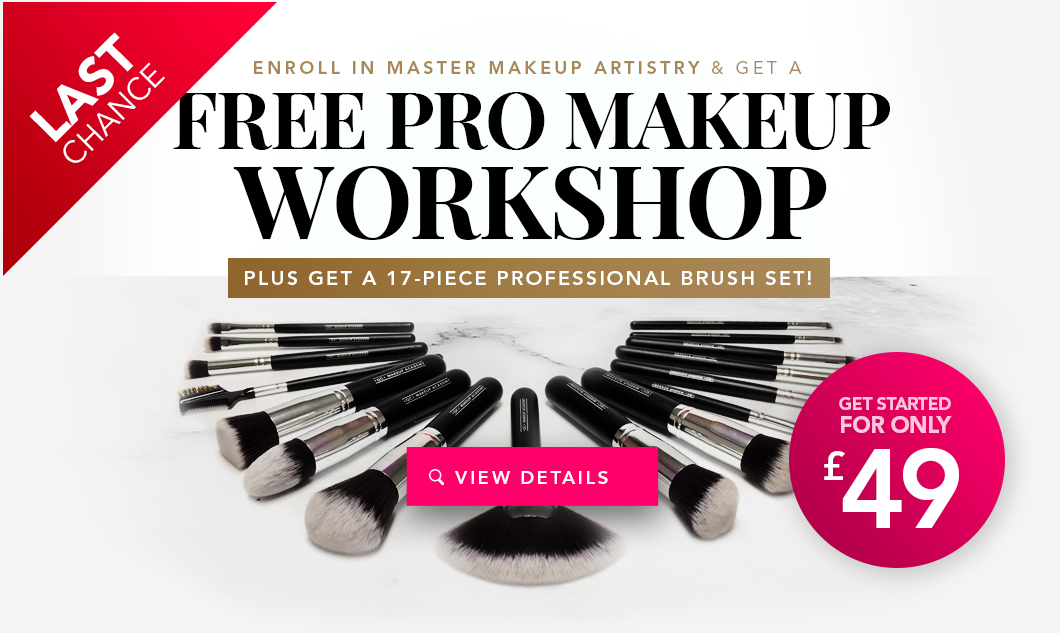 LAST
CHANCE
ENROLL IN MASTER MAKEUP ARTISTRY & GET A
FREE PRO MAKEUP
WORKSHOP
PLUS GET A 17-PIECE PROFESSIONAL BRUSH SET!
VIEW DETAILS
GET STARTED
FOR ONLY
£49